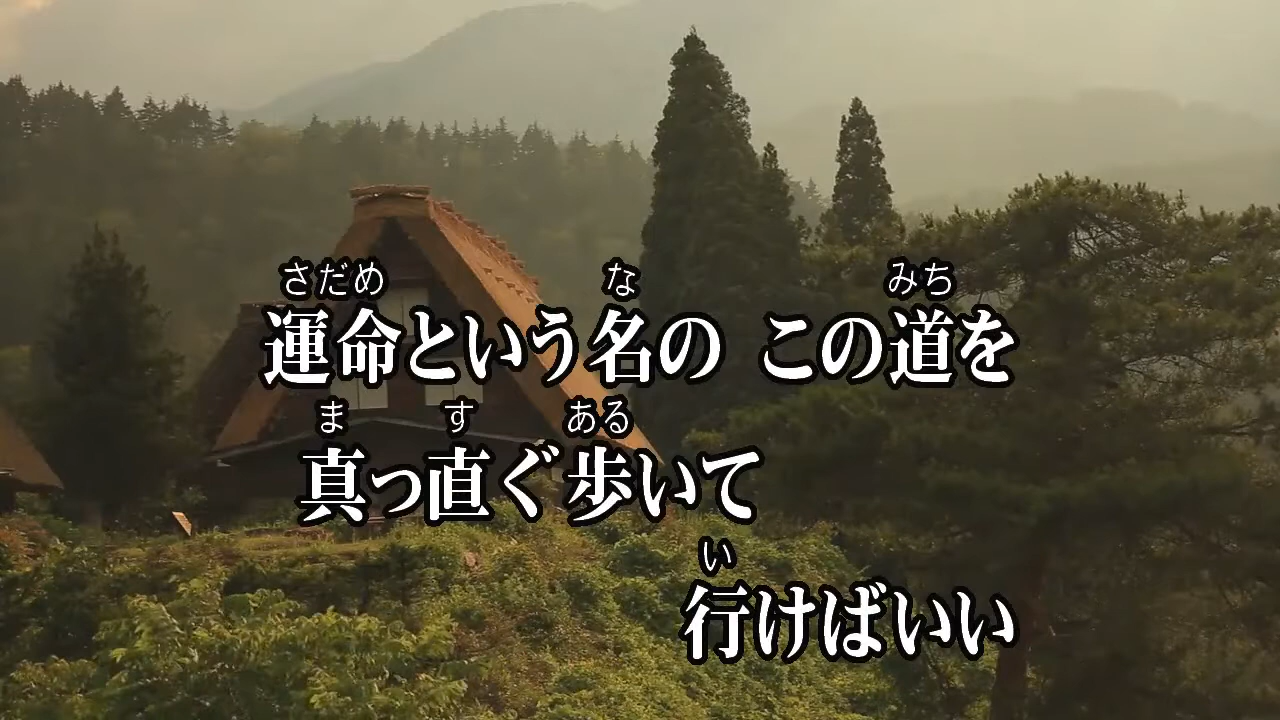 さだめ な みち
運命という名の この道を
ま す ある
真っ直ぐ歩いて
い
行けばいい